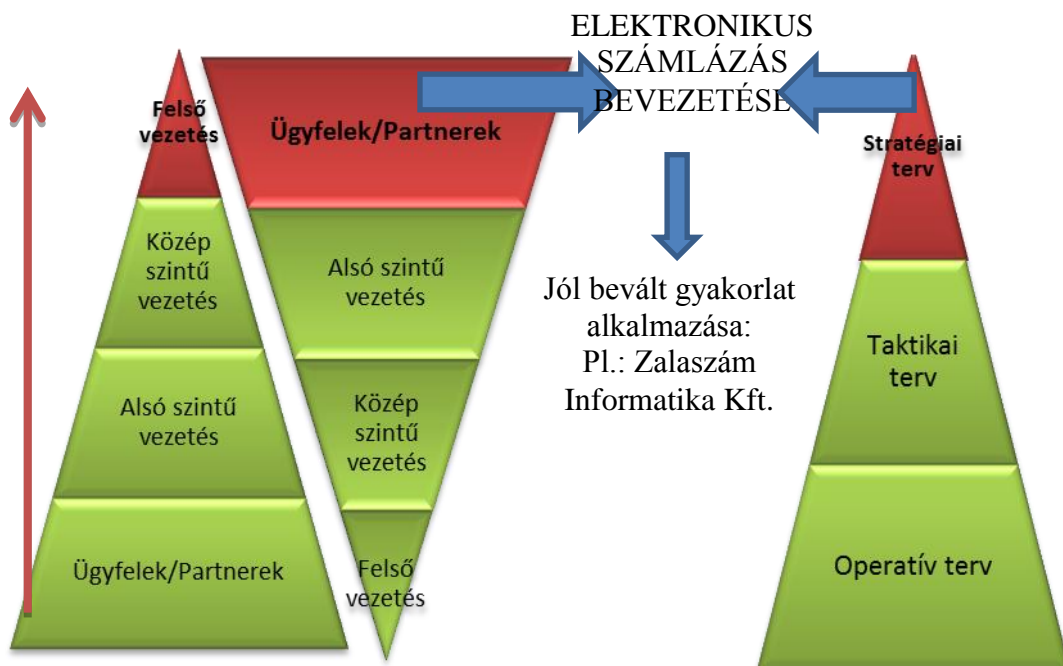 Felső
vezetés
Közép
szintű
vezetés
Alsó szintű
vezetés
Ügyfelek/Partnerek
Ügyfelek/Partnerek
Alsó szintű
vezetés
Közép
szintű
vezetés
Felső
vezetés
ELEKTRONIKUS
SZÁMLÁZÁS
BEVEZETÉSE
Jól bevált gyakorlat
alkalmazása:
Pl.: Zalaszám
Informatika Kft.
Stratégiai
terv
Taktikai
terv
Operatív terv